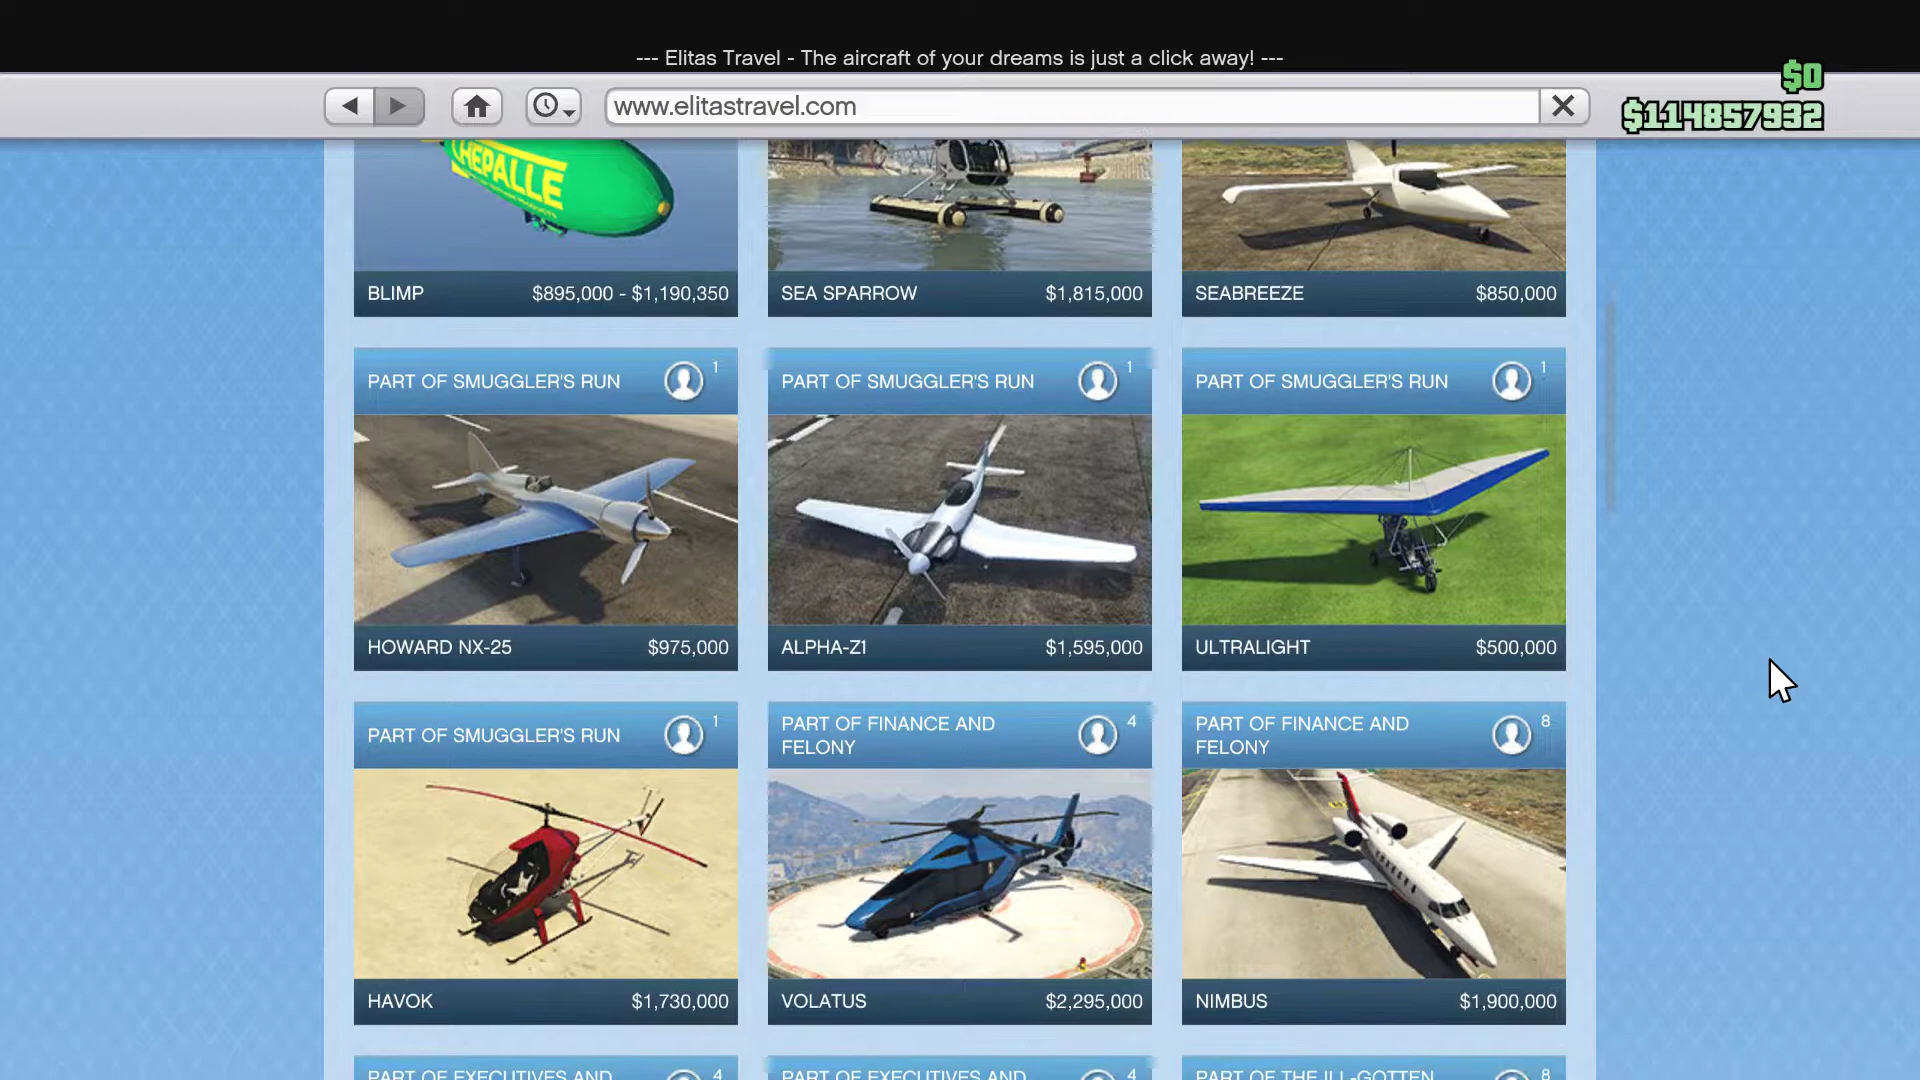 --- Elitas Travel - The aircraft of your dreams is just a click away! ---
www.elitastravel.com
$0
$114857932
BLIMP $895,000 - $1,190,350
SEA SPARROW $1,815,000
SEABREEZE $850,000
PART OF SMUGGLER'S RUN 1
PART OF SMUGGLER'S RUN 1
PART OF SMUGGLER'S RUN 1
HOWARD NX-25 $975,000
ALPHA-Z1 $1,595,000
ULTRALIGHT $500,000
PART OF SMUGGLER'S RUN 1
PART OF FINANCE AND
FELONY 4
PART OF FINANCE AND
FELONY 8
HAVOK $1,730,000
VOLATUS $2,295,000
NIMBUS $1,900,000
PART OF EXECUTIVES AND 4
PART OF EXECUTIVES AND 4
PART OF THE ILL-GOTTEN 8